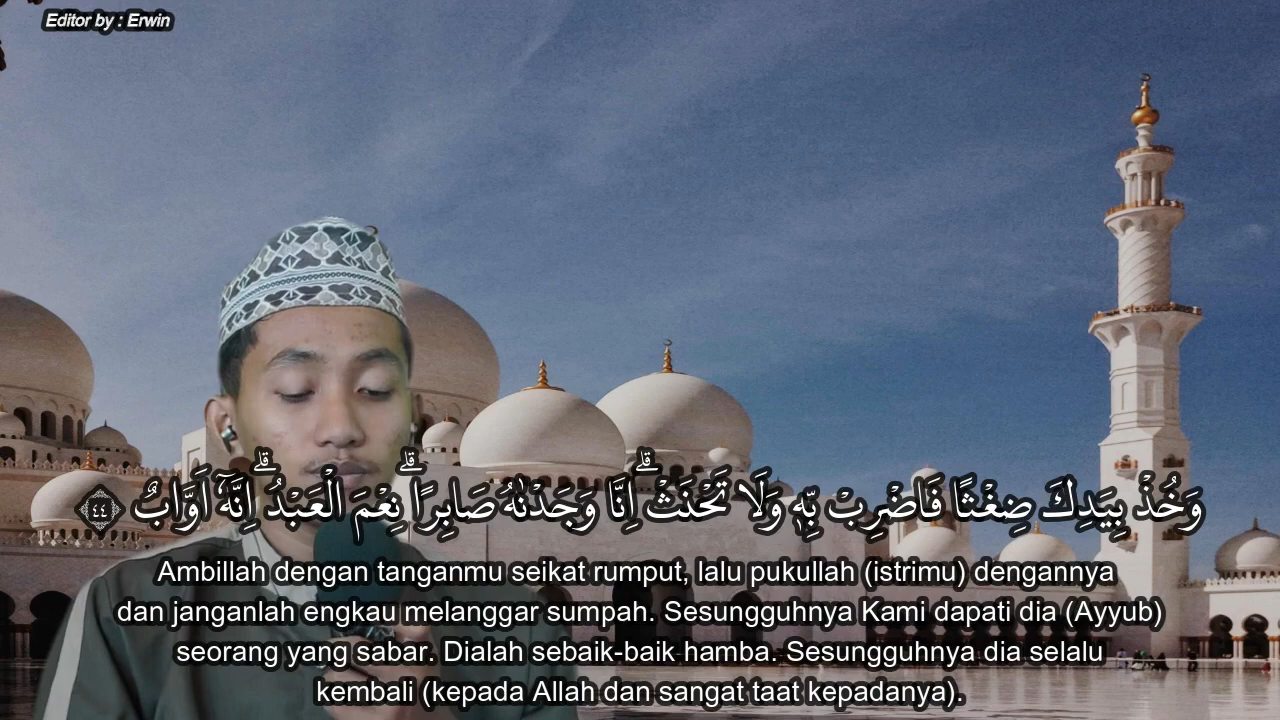 Editor by : Erwin
وَخُذْ بِيَدِكَ ضِغْثًا فَاضْرِبْ بِّهٖ وَلَا تَحْنَثْ ۗاِنَّا وَجَدْنٰهُ صَابِرًا ۗنِعْمَ الْعَبْدُ ۗاِنَّهٗٓ اَوَّابٌ ٤٤
Ambillah dengan tanganmu seikat rumput, lalu pukullah (istrimu) dengannya
dan janganlah engkau melanggar sumpah. Sesungguhnya Kami dapati dia (Ayyub)
seorang yang sabar. Dialah sebaik-baik hamba. Sesungguhnya dia selalu
kembali (kepada Allah dan sangat taat kepadanya).